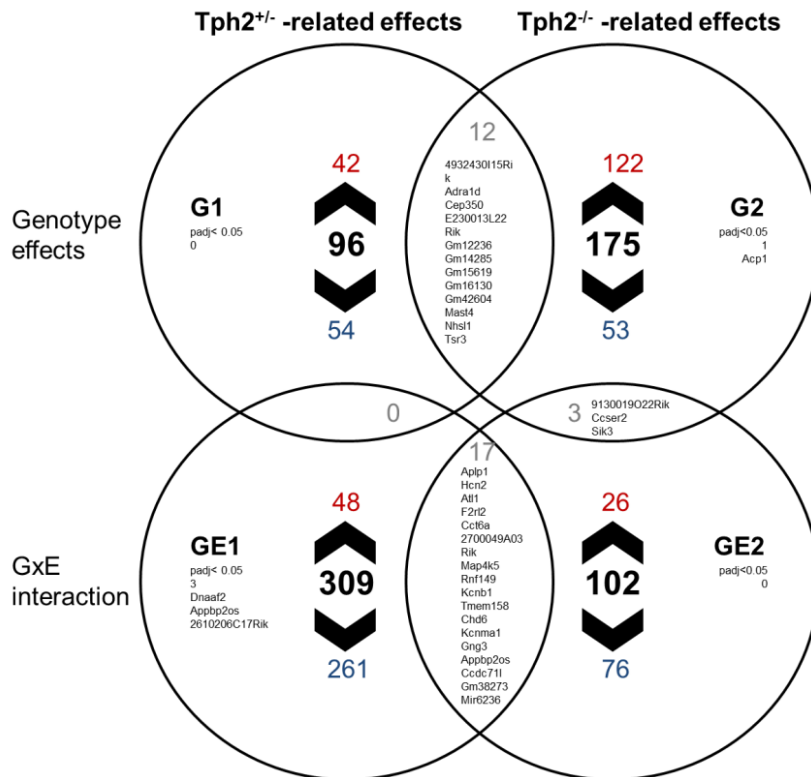 Tph2+/- -related effects
Tph2-/- -related effects
Genotype
effects
G1
padj< 0.05
0
42
96
54
12
4932430I15Ri
k
Adra1d
Cep350
E230013L22
Rik
Gm12236
Gm14285
Gm15619
Gm16130
Gm42604
Mast4
Nhsl1
Tsr3
122
175
53
G2
padj<0.05
1
Acp1
0
3
9130019O22Rik
Ccser2
Sik3
GxE
interaction
GE1
padj< 0.05
3
Dnaaf2
Appbp2os
2610206C17Rik
48
309
261
17
Aplp1
Hcn2
Atl1
F2rl2
Cct6a
2700049A03
Rik
Map4k5
Rnf149
Kcnb1
Tmem158
Chd6
Kcnma1
Gng3
Appbp2os
Ccdc71l
Gm38273
Mir6236
26
102
76
GE2
padj<0.05
0